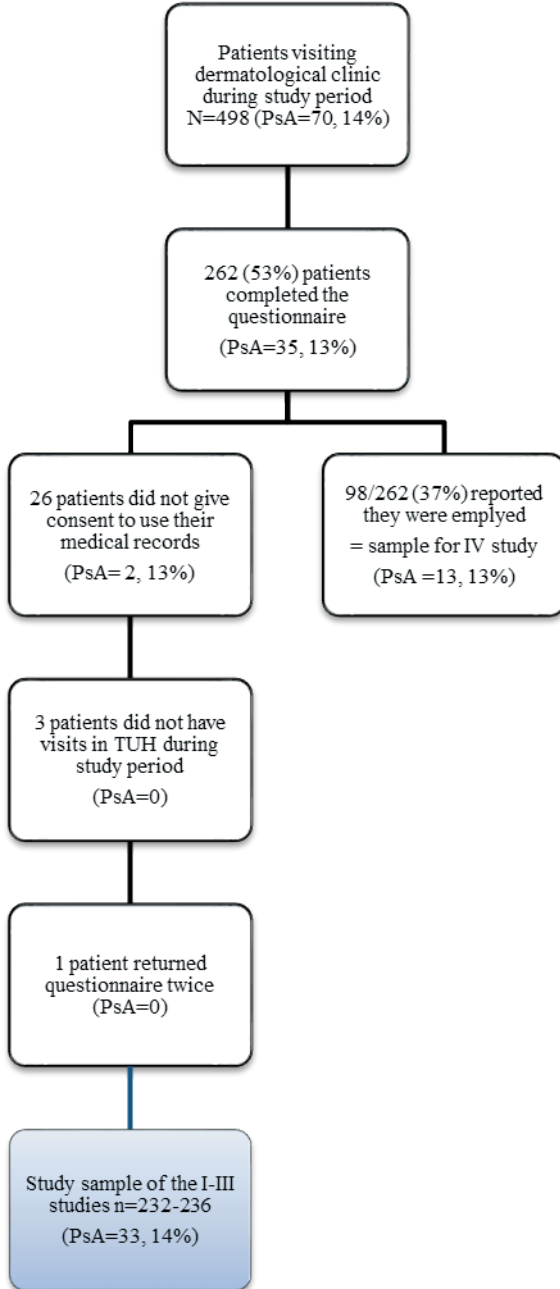 Patients visiting
dermatological clinic
during study period
N=498 (PsA=70, 14%)
262 (53%) patients
completed the
questionnaire
(PsA=35, 13%)
26 patients did not give
consent to use their
medical records
(PsA= 2, 13%)
98/262 (37%) reported
they were emplyed
= sample for IV study
(PsA =13, 13%)
3 patients did not have
visits in TUH during
study period
(PsA=0)
1 patient returned
questionnaire twice
(PsA=0)
Study sample of the I-III
studies n=232-236
(PsA=33, 14%)